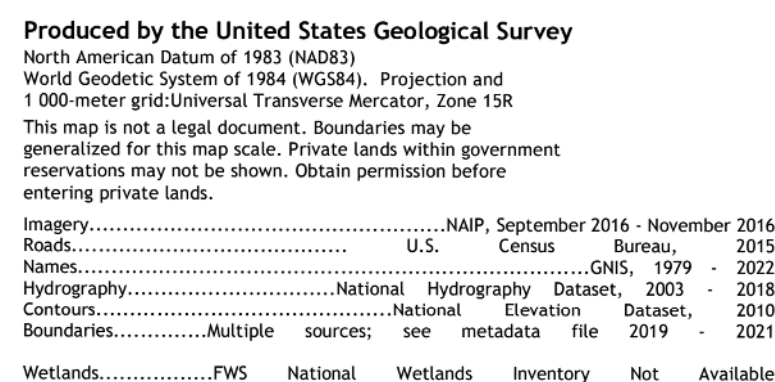 Produced by the United States Geological Survey
North American Datum of 1983 (NAD83)
World Geodetic System of 1984 (WGS84). Projection and
1 000-meter grid:Universal Transverse Mercator, Zone 15R
This map is not a legal document. Boundaries may be
generalized for this map scale. Private lands within government
reservations may not be shown. Obtain permission before
entering private lands.
Imagery.....................................................NAIP, September 2016 - November 2016
Roads........................................ U.S. Census Bureau, 2015
Names...........................................................................GNIS, 1979 - 2022
Hydrography..............................National Hydrography Dataset, 2003 - 2018
Contours...........................................National Elevation Dataset, 2010
Boundaries.............Multiple sources; see metadata file 2019 - 2021
Wetlands................FWS National Wetlands Inventory Not Available